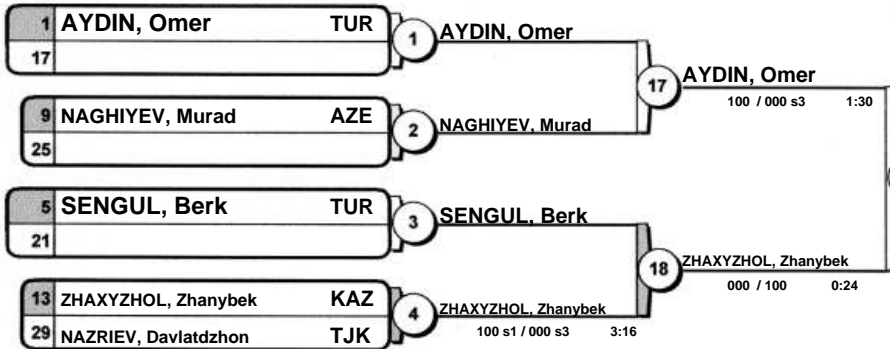 1 AYDIN, Omer TUR
17
1 AYDIN, Omer
9 NAGHIYEV, Murad AZE
25
2 NAGHIYEV, Murad
17 AYDIN, Omer
100 / 000 s3 1:30
5 SENGUL, Berk TUR
21
3 SENGUL, Berk
13 ZHAXYZHOL, Zhanybek KAZ
29 NAZRIEV, Davlatdzhon TJK
4 ZHAXYZHOL, Zhanybek
100 s1 / 000 s3 3:16
18 ZHAXYZHOL, Zhanybek
000 / 100 0:24